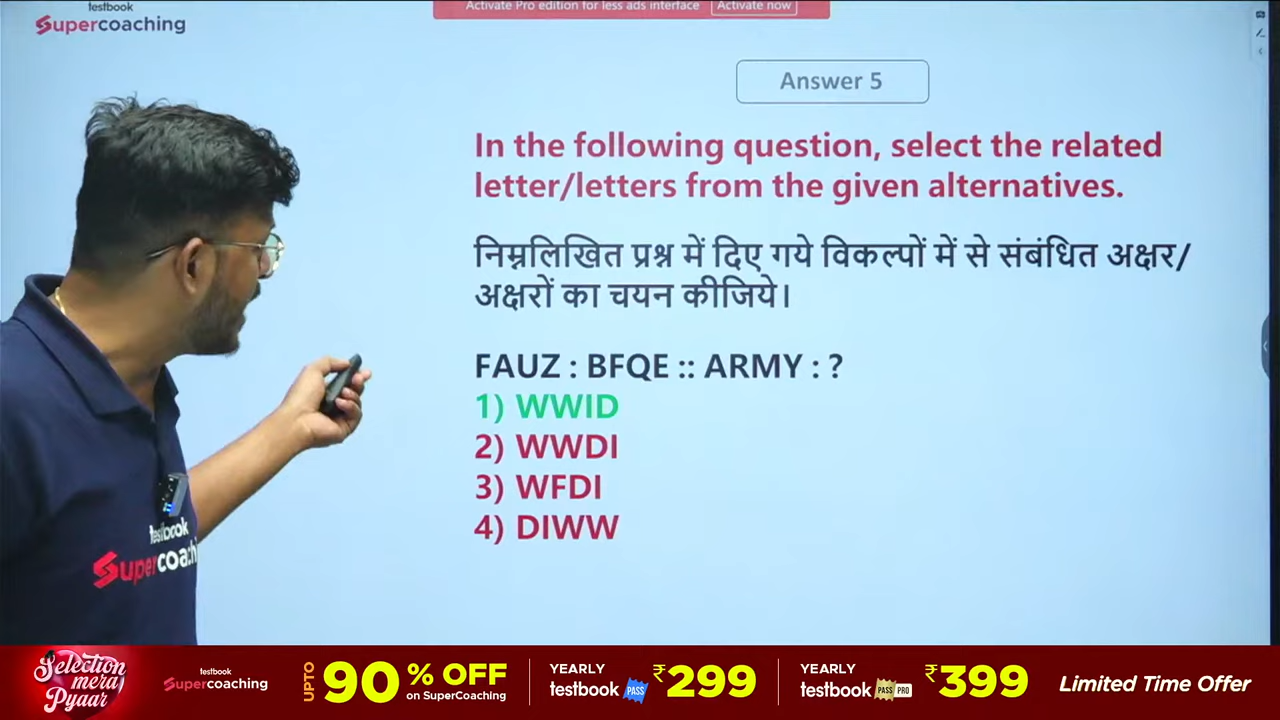 testbook
Supercoaching
Activate Pro edition for less ads interface Activate now
Answer 5
In the following question, select the related
letter/letters from the given alternatives.
निम्नलिखित प्रश्न में दिए गये विकल्पों में से संबंधित अक्षर/
अक्षरों का चयन कीजिये।
FAUZ : BFQE :: ARMY : ?
1) WWID
2) WWDI
3) WFDI
4) DIWW
testbook
Supercoachi
Selection
mera
Pyaar
testbook
Supercoaching
UPTO 90% OFF
on SuperCoaching
YEARLY
testbook PASS ₹299
YEARLY
testbook PASS PRO ₹399
Limited Time Offer